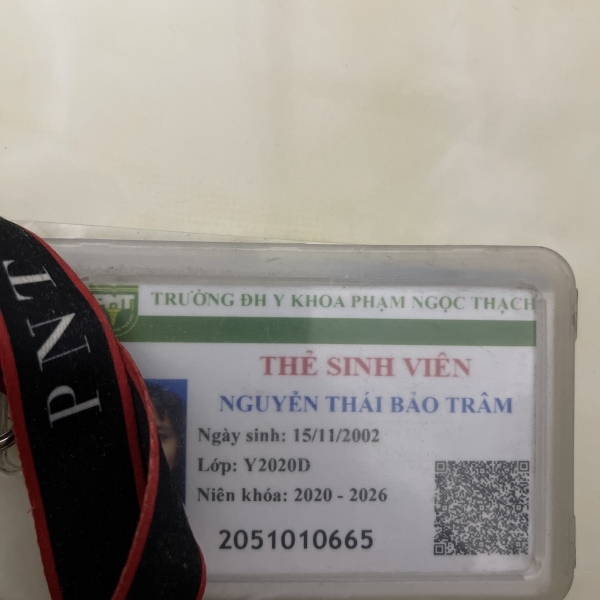 PNT
TRƯỜNG ĐH Y KHOA PHẠM NGỌC THẠCH
THẺ SINH VIÊN
NGUYỄN THÁI BẢO TRÂM
Ngày sinh: 15/11/2002
Lớp: Y2020D
Niên khóa: 2020 - 2026
2051010665